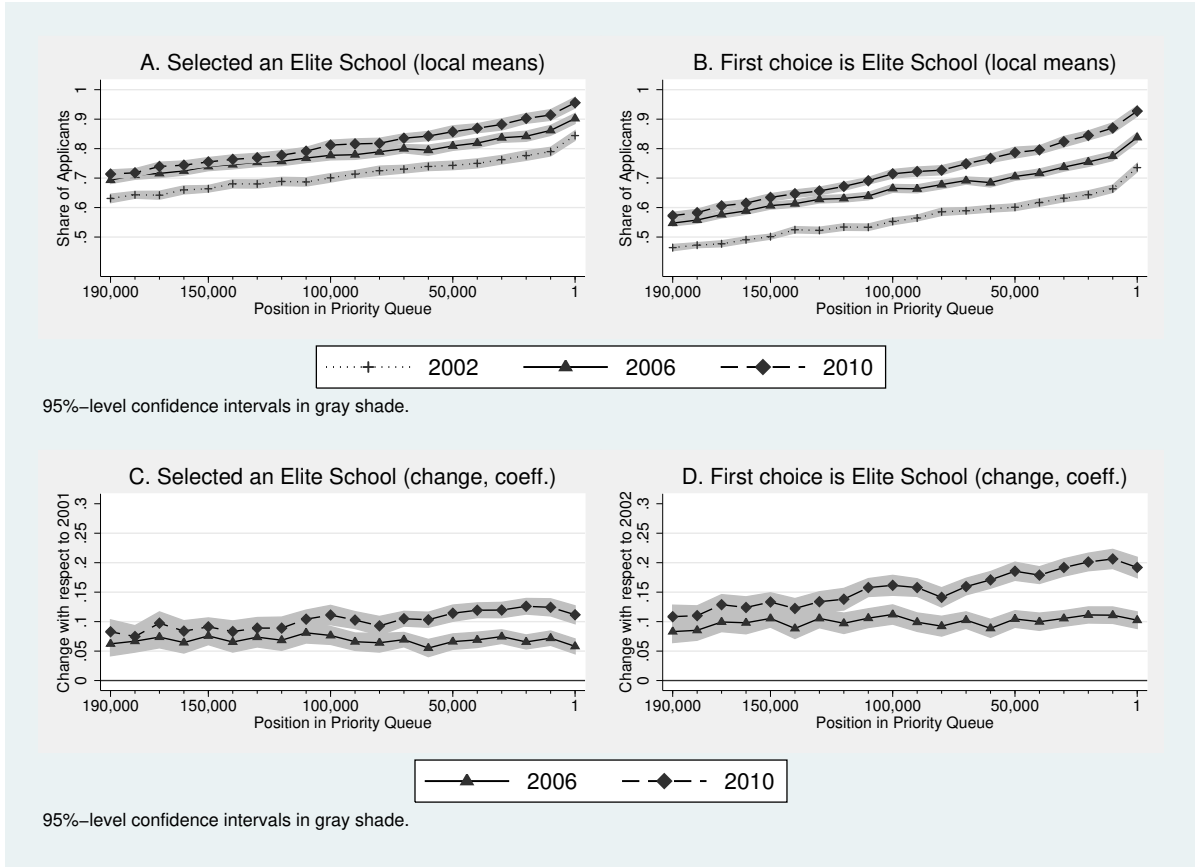 A. Selected an Elite School (local means)
Share of Applicants
1
.9
.8
.7
.6
.5
190,000 150,000 100,000 50,000 1
Position in Priority Queue
B. First choice is Elite School (local means)
Share of Applicants
1
.9
.8
.7
.6
.5
190,000 150,000 100,000 50,000 1
Position in Priority Queue
2002 2006 2010
95%−level confidence intervals in gray shade.
C. Selected an Elite School (change, coeff.)
Change with respect to 2001
.3
.25
.2
.15
.1
.05
0
190,000 150,000 100,000 50,000 1
Position in Priority Queue
D. First choice is Elite School (change, coeff.)
Change with respect to 2002
.3
.25
.2
.15
.1
.05
0
190,000 150,000 100,000 50,000 1
Position in Priority Queue
2006 2010
95%−level confidence intervals in gray shade.